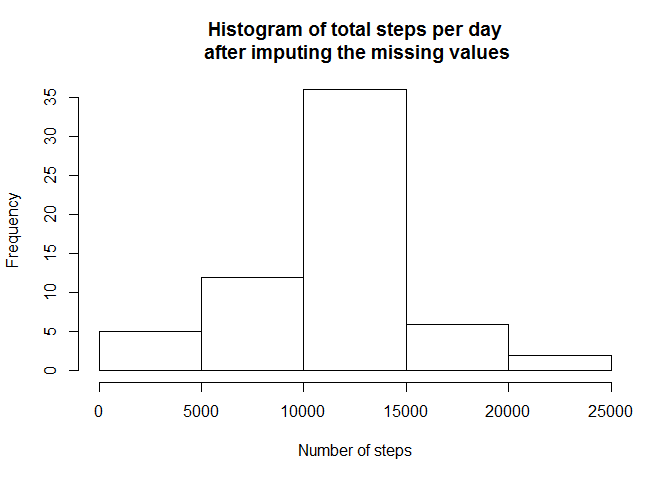 Histogram of total steps per day
after imputing the missing values
35
30
25
20
15
10
5
0
Frequency
0 5000 10000 15000 20000 25000
Number of steps